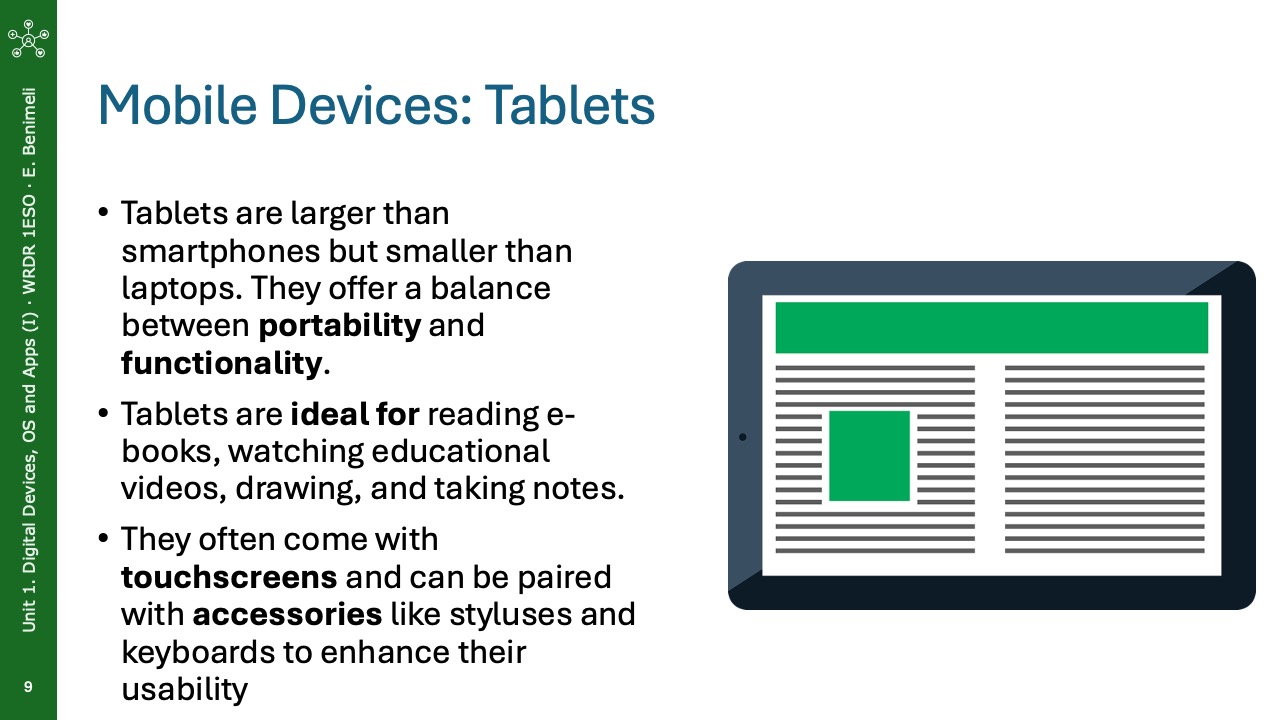 Unit 1. Digital Devices, OS and Apps (I) · WRDR 1ESO · E. Benimeli
9
Mobile Devices: Tablets
• Tablets are larger than
smartphones but smaller than
laptops. They offer a balance
between portability and
functionality.
• Tablets are ideal for reading e-
books, watching educational
videos, drawing, and taking notes.
• They often come with
touchscreens and can be paired
with accessories like styluses and
keyboards to enhance their
usability